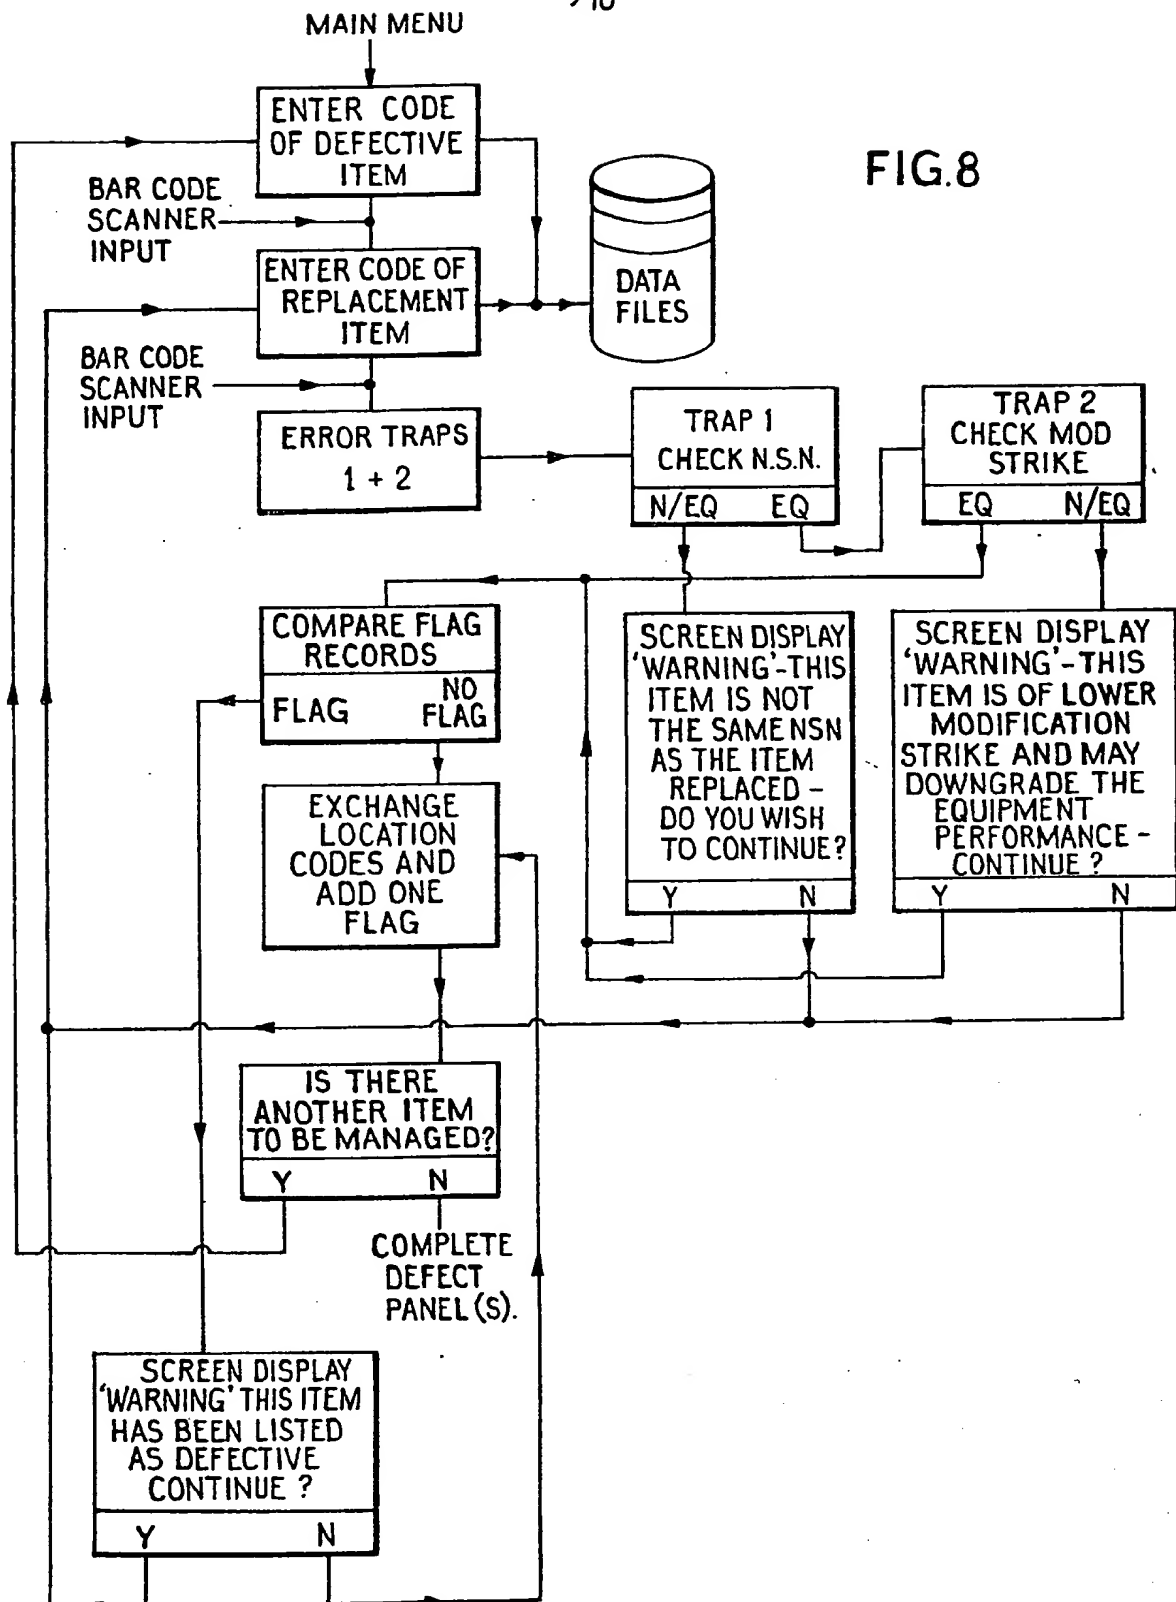 MAIN MENU
ENTER CODE
OF DEFECTIVE
ITEM
FIG.8
BAR CODE
SCANNER
INPUT
ENTER CODE OF
REPLACEMENT
ITEM
DATA
FILES
BAR CODE
SCANNER
INPUT
ERROR TRAPS
1 + 2
TRAP 1
CHECK N.S.N.
N/EQ EQ
TRAP 2
CHECK MOD
STRIKE
EQ N/EQ
COMPARE FLAG
RECORDS
FLAG
NO
FLAG
SCREEN DISPLAY
'WARNING'-THIS
ITEM IS NOT
THE SAME NSN
AS THE ITEM
REPLACED -
DO YOU WISH
TO CONTINUE?
Y N
SCREEN DISPLAY
'WARNING'-THIS
ITEM IS OF LOWER
MODIFICATION
STRIKE AND MAY
DOWNGRADE THE
EQUIPMENT
PERFORMANCE -
CONTINUE ?
Y N
EXCHANGE
LOCATION
CODES AND
ADD ONE
FLAG
IS THERE
ANOTHER ITEM
TO BE MANAGED?
Y N
COMPLETE
DEFECT
PANEL(S).
SCREEN DISPLAY
'WARNING' THIS ITEM
HAS BEEN LISTED
AS DEFECTIVE
CONTINUE ?
Y N